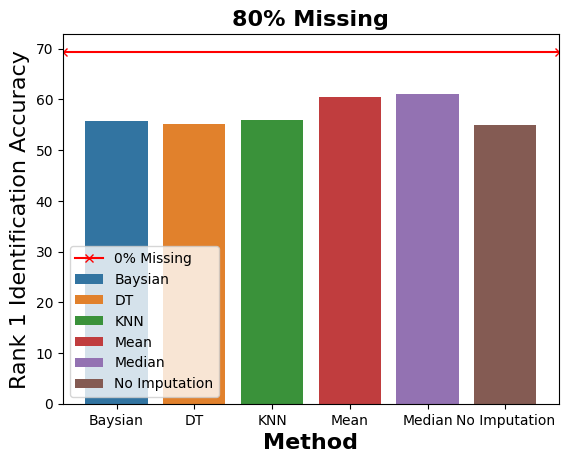 80% Missing
Rank 1 Identification Accuracy
70
60
50
40
30
20
10
0
0% Missing
Baysian
DT
KNN
Mean
Median
No Imputation
Baysian DT KNN Mean Median No Imputation
Method